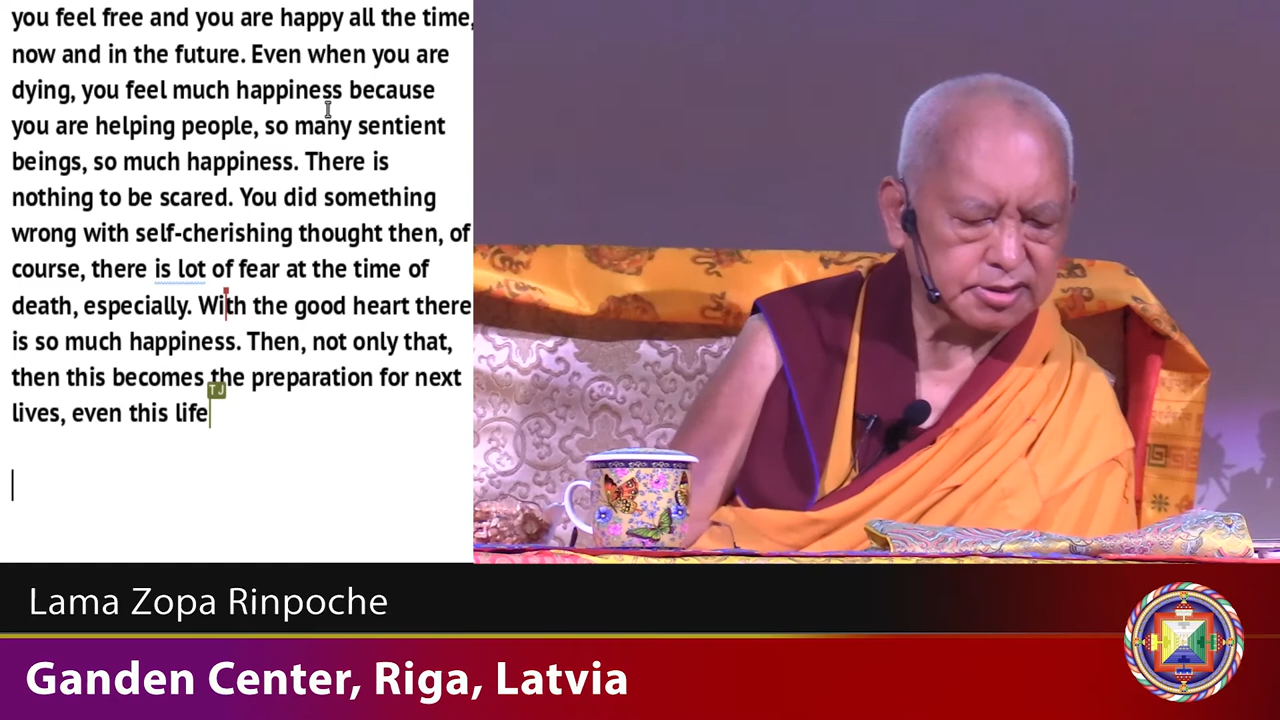 you feel free and you are happy all the time,
now and in the future. Even when you are
dying, you feel much happiness because
you are helping people, so many sentient
beings, so much happiness. There is
nothing to be scared. You did something
wrong with self-cherishing thought then, of
course, there is lot of fear at the time of
death, especially. With the good heart there
is so much happiness. Then, not only that,
then this becomes the preparation for next
TJ
lives, even this life
Lama Zopa Rinpoche
Ganden Center, Riga, Latvia